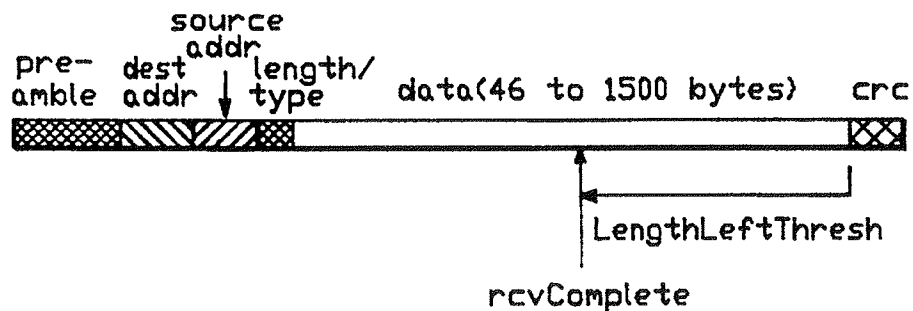 source
addr
pre-
amble
dest
addr
length/
type
data(46 to 1500 bytes)
crc
LengthLeftThresh
rcvComplete